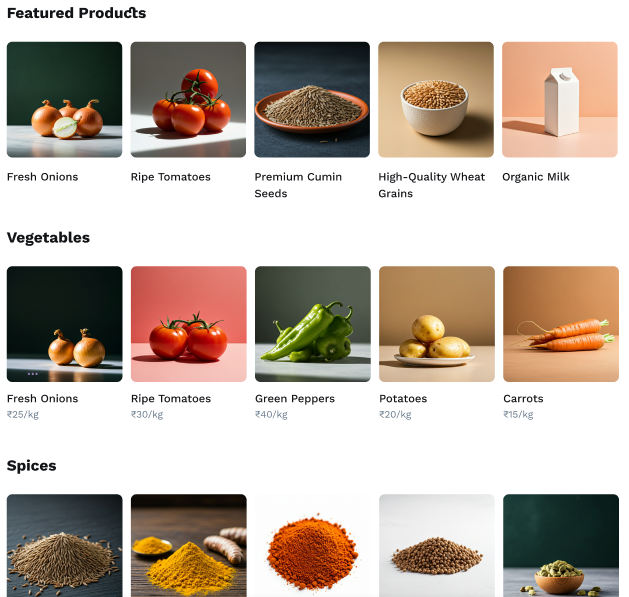 Featured Products
Fresh Onions
Ripe Tomatoes
Premium Cumin
Seeds
High-Quality Wheat
Grains
Organic Milk
Vegetables
Fresh Onions
₹25/kg
Ripe Tomatoes
₹30/kg
Green Peppers
₹40/kg
Potatoes
₹20/kg
Carrots
₹15/kg
Spices